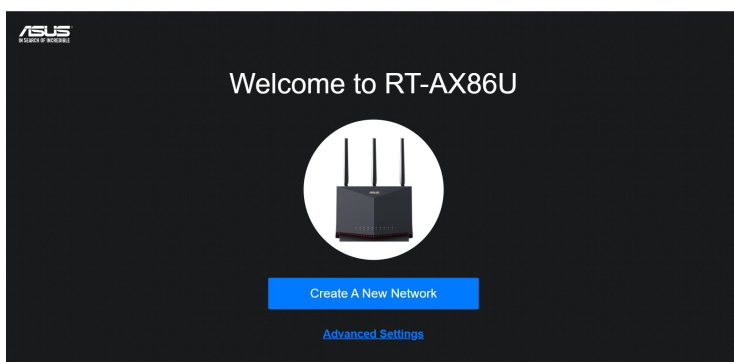 ASUS
IN SEARCH OF INCREDIBLE
Welcome to RT-AX86U
Create A New Network
Advanced Settings